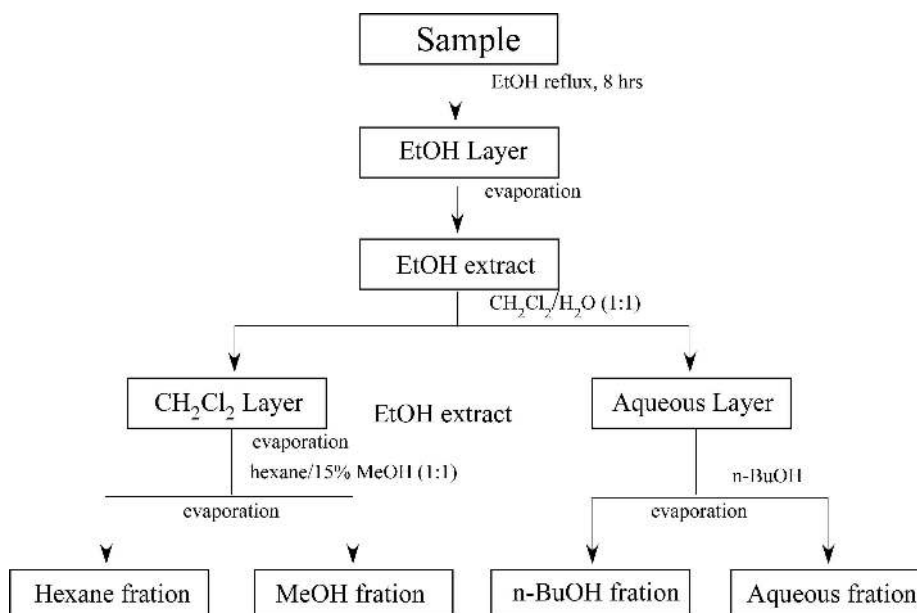 Sample
EtOH reflux, 8 hrs
EtOH Layer
evaporation
EtOH extract
CH₂Cl₂/H₂O (1:1)
CH₂Cl₂ Layer
EtOH extract
Aqueous Layer
evaporation
hexane/15% MeOH (1:1)
n-BuOH
evaporation
evaporation
Hexane fration
MeOH fration
n-BuOH fration
Aqueous fration